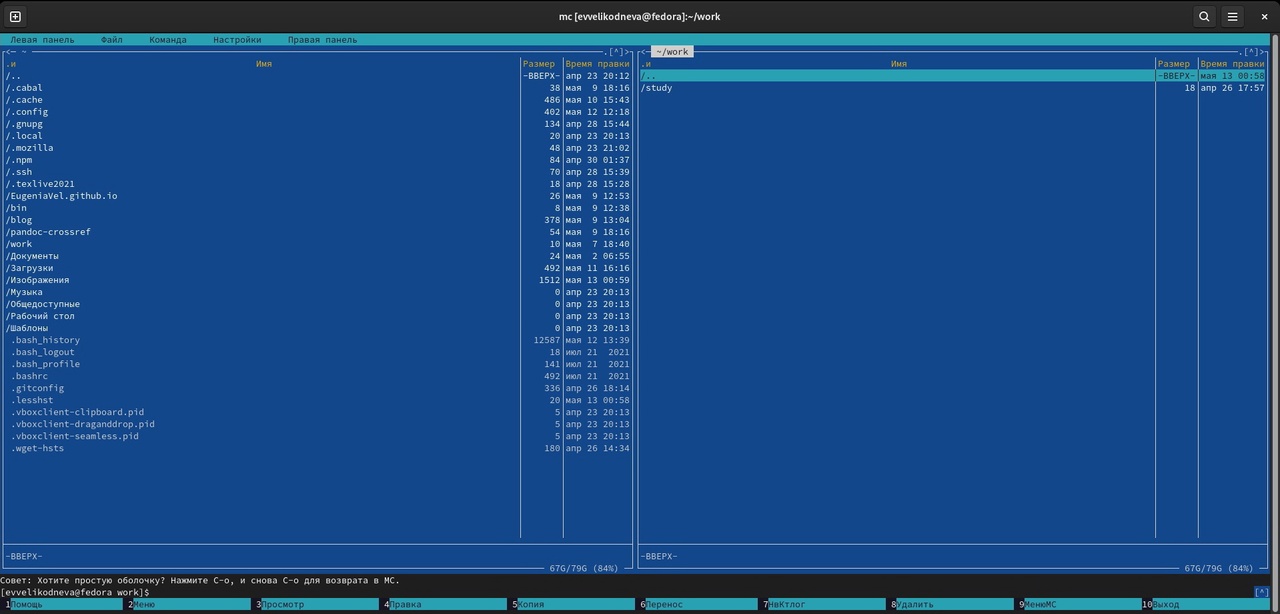 mc [evvelikodneva@fedora]:~/work
Левая панель Файл Команда Настройки Правая панель
<— ~ .[^]> <— ~/work .[^]>
.и Имя Размер Время правки .и Имя Размер Время правки
/.. -ВВЕРХ- апр 23 20:12 /.. -ВВЕРХ- мая 13 00:58
/.cabal 38 мая 9 18:16 /study 18 апр 26 17:57
/.cache 486 мая 10 15:43
/.config 402 мая 12 12:18
/.gnupg 134 апр 28 15:44
/.local 20 апр 23 20:13
/.mozilla 48 апр 23 21:02
/.npm 84 апр 30 01:37
/.ssh 70 апр 28 15:39
/.texlive2021 18 апр 28 15:28
/EugeniaVel.github.io 26 мая 9 12:53
/bin 8 мая 9 12:38
/blog 378 мая 9 13:04
/pandoc-crossref 54 мая 9 18:16
/work 10 мая 7 18:40
/Документы 24 мая 2 06:55
/Загрузки 492 мая 11 16:16
/Изображения 1512 мая 13 00:59
/Музыка 0 апр 23 20:13
/Общедоступные 0 апр 23 20:13
/Рабочий стол 0 апр 23 20:13
/Шаблоны 0 апр 23 20:13
.bash_history 12587 мая 12 13:39
.bash_logout 18 июл 21 2021
.bash_profile 141 июл 21 2021
.bashrc 492 июл 21 2021
.gitconfig 336 апр 26 18:14
.lesshst 20 мая 13 00:58
.vboxclient-clipboard.pid 5 апр 23 20:13
.vboxclient-draganddrop.pid 5 апр 23 20:13
.vboxclient-seamless.pid 5 апр 23 20:13
.wget-hsts 180 апр 26 14:34
-ВВЕРХ- -ВВЕРХ-
67G/79G (84%) 67G/79G (84%)
Совет: Хотите простую оболочку? Нажмите C-o, и снова C-o для возврата в MC.
[evvelikodneva@fedora work]$ [^]
1Помощь 2Меню 3Просмотр 4Правка 5Копия 6Перенос 7НвКтлог 8Удалить 9МенюMC 10Выход